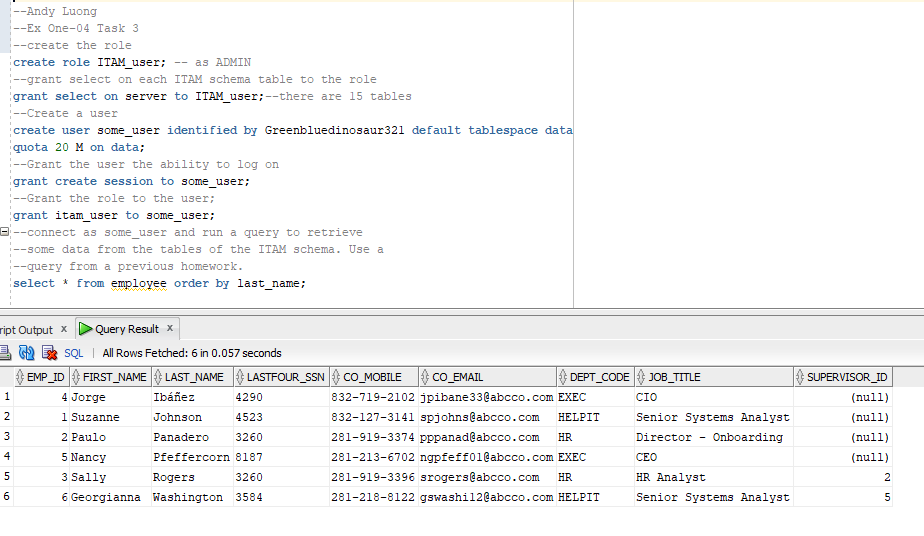 --Andy Luong
--Ex One-04 Task 3
--create the role
create role ITAM_user; -- as ADMIN
--grant select on each ITAM schema table to the role
grant select on server to ITAM_user;--there are 15 tables
--Create a user
create user some_user identified by Greenbluedinosaur321 default tablespace data
quota 20 M on data;
--Grant the user the ability to log on
grant create session to some_user;
--Grant the role to the user;
grant itam_user to some_user;
--connect as some_user and run a query to retrieve
--some data from the tables of the ITAM schema. Use a
--query from a previous homework.
select * from employee order by last_name;
ript Output x Query Result x
SQL | All Rows Fetched: 6 in 0.057 seconds
EMP_ID FIRST_NAME LAST_NAME LASTFOUR_SSN CO_MOBILE CO_EMAIL DEPT_CODE JOB_TITLE SUPERVISOR_ID
1 4 Jorge Ibáñez 4290 832-719-2102 jpibane33@abcco.com EXEC CIO (null)
2 1 Suzanne Johnson 4523 832-127-3141 spjohns@abcco.com HELPIT Senior Systems Analyst (null)
3 2 Paulo Panadero 3260 281-919-3374 pppanad@abcco.com HR Director - Onboarding (null)
4 5 Nancy Pfeffercorn 8187 281-213-6702 ngpfeff01@abcco.com EXEC CEO (null)
5 3 Sally Rogers 3260 281-919-3396 srogers@abcco.com HR HR Analyst 2
6 6 Georgianna Washington 3584 281-218-8122 gswashi12@abcco.com HELPIT Senior Systems Analyst 5